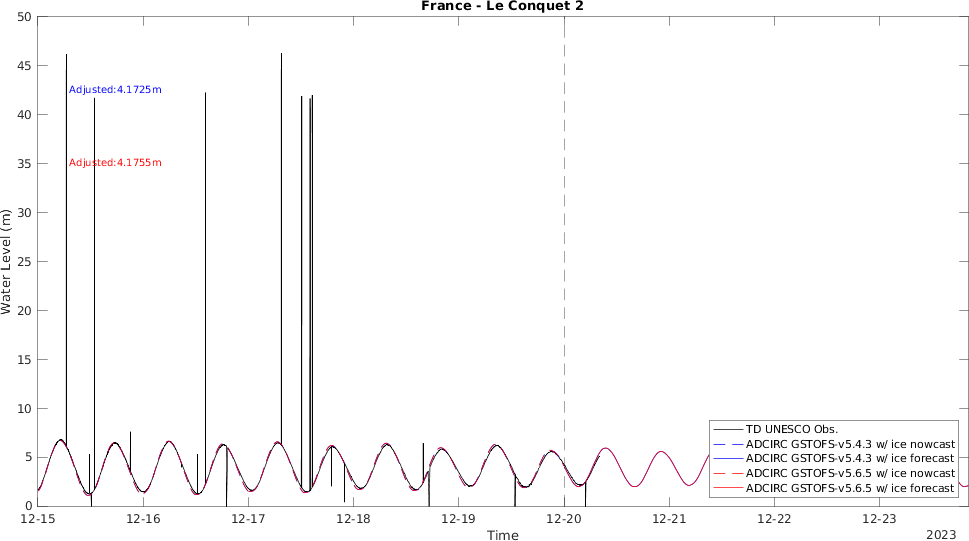 France - Le Conquet 2
50
45
40
35
30
25
20
15
10
5
0
Water Level (m)
Adjusted:4.1725m
Adjusted:4.1755m
TD UNESCO Obs.
ADCIRC GSTOFS-v5.4.3 w/ ice nowcast
ADCIRC GSTOFS-v5.4.3 w/ ice forecast
ADCIRC GSTOFS-v5.6.5 w/ ice nowcast
ADCIRC GSTOFS-v5.6.5 w/ ice forecast
12-15 12-16 12-17 12-18 12-19 12-20 12-21 12-22 12-23
Time
2023